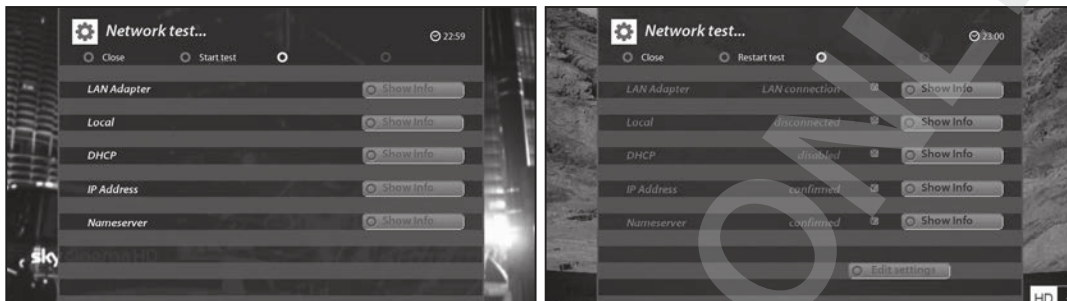 Network test...
22:59
Close Start test
LAN Adapter Show Info
Local Show Info
DHCP Show Info
IP Address Show Info
Nameserver Show Info
sky cinema HD
Network test...
23:00
Close Restart test
LAN Adapter LAN connection Show Info
Local disconnected Show Info
DHCP disabled Show Info
IP Address confirmed Show Info
Nameserver confirmed Show Info
Edit settings
HD
ONL